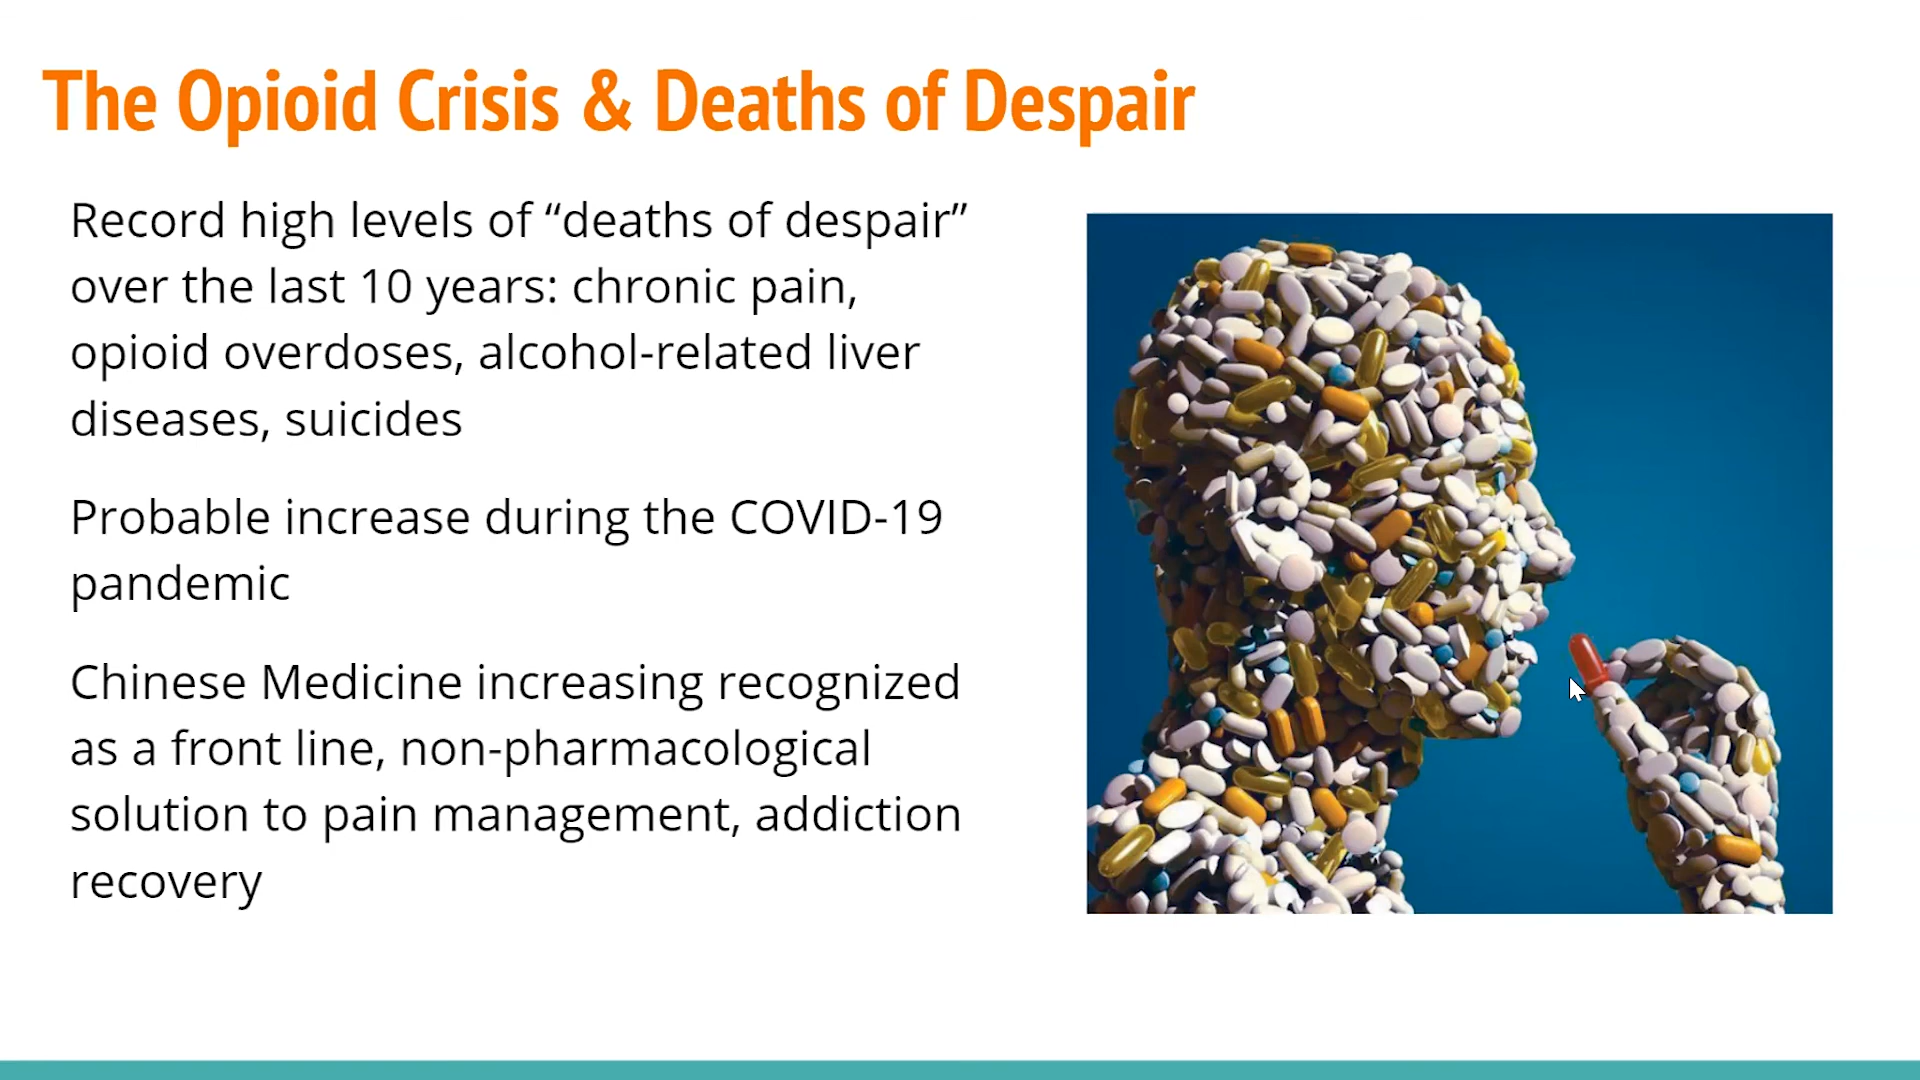 The Opioid Crisis & Deaths of Despair
Record high levels of “deaths of despair”
over the last 10 years: chronic pain,
opioid overdoses, alcohol-related liver
diseases, suicides
Probable increase during the COVID-19
pandemic
Chinese Medicine increasing recognized
as a front line, non-pharmacological
solution to pain management, addiction
recovery